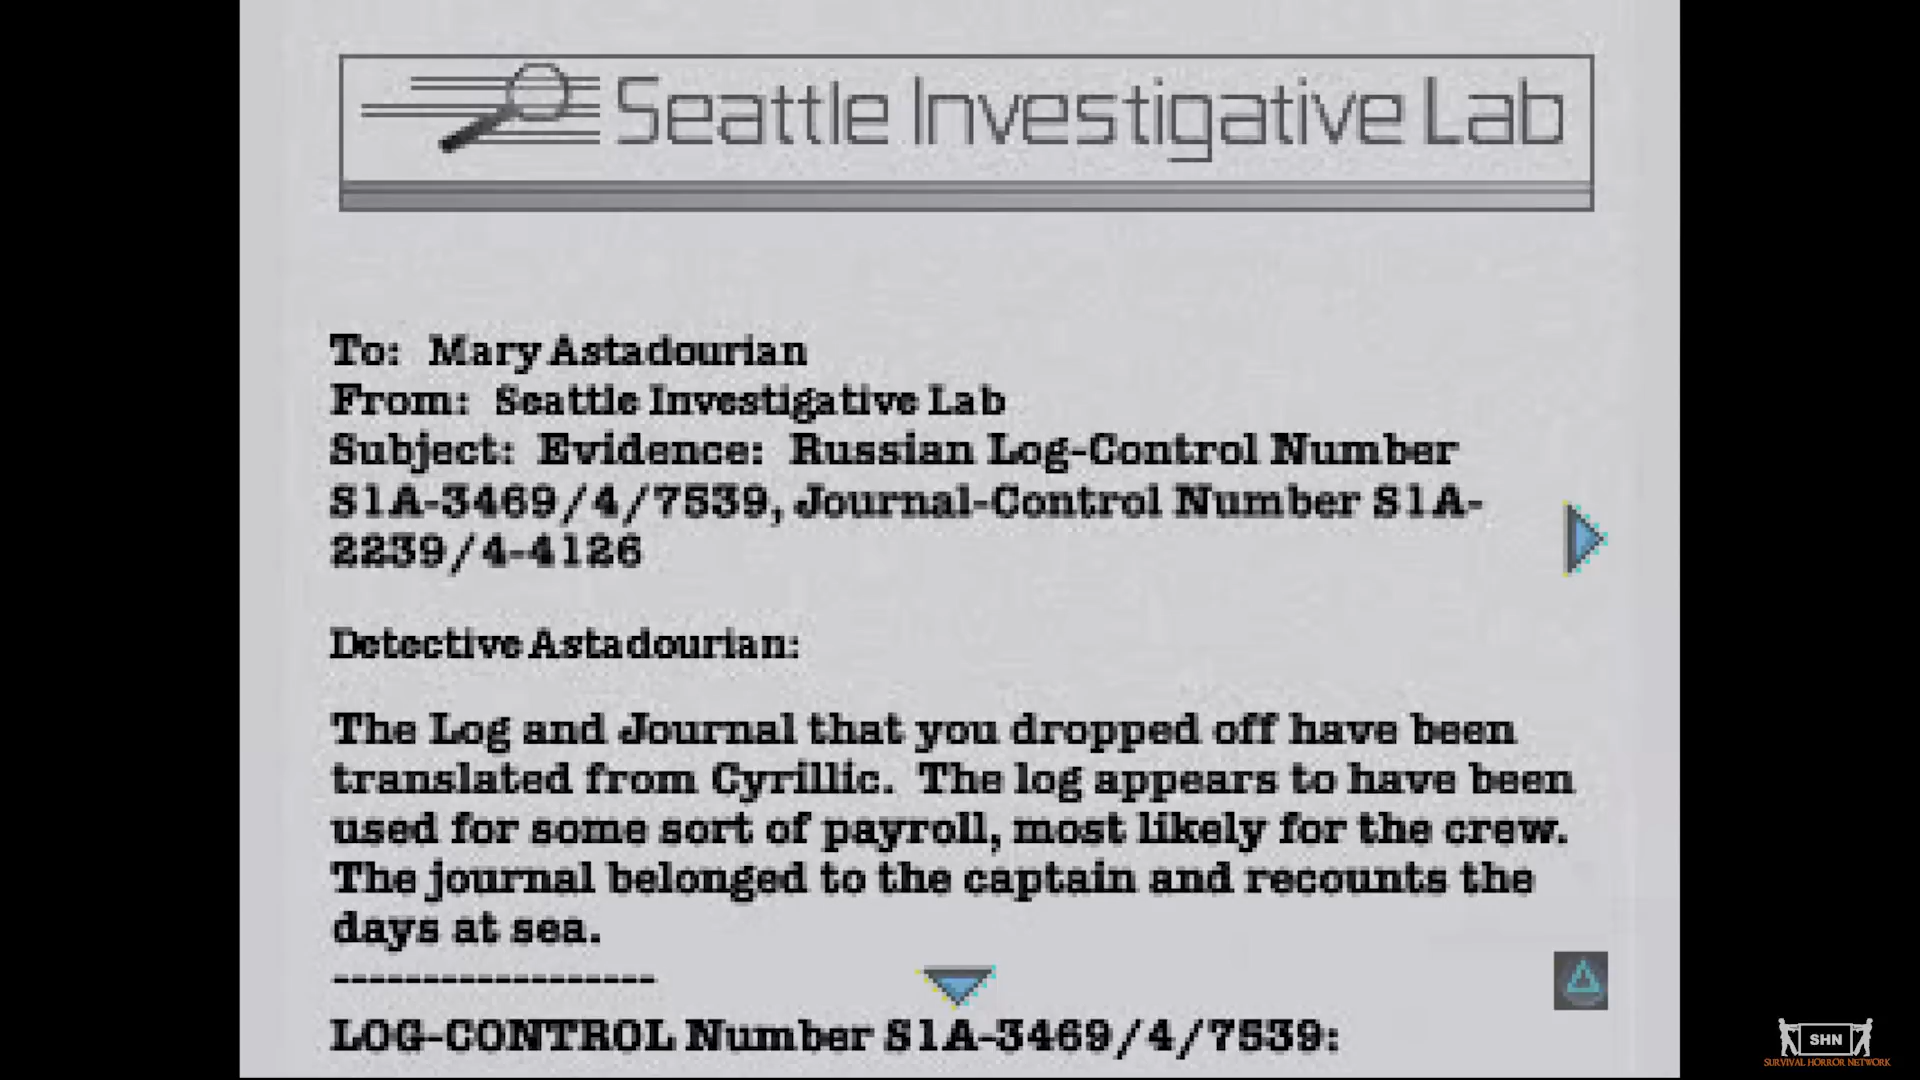 Seattle Investigative Lab
To: Mary Astadourian
From: Seattle Investigative Lab
Subject: Evidence: Russian Log-Control Number
S1A-3469/4/7539, Journal-Control Number S1A-
2239/4-4126
Detective Astadourian:
The Log and Journal that you dropped off have been
translated from Cyrillic. The log appears to have been
used for some sort of payroll, most likely for the crew.
The journal belonged to the captain and recounts the
days at sea.
------------------
LOG-CONTROL Number S1A-3469/4/7539:
SHN
SURVIVAL HORROR NETWORK